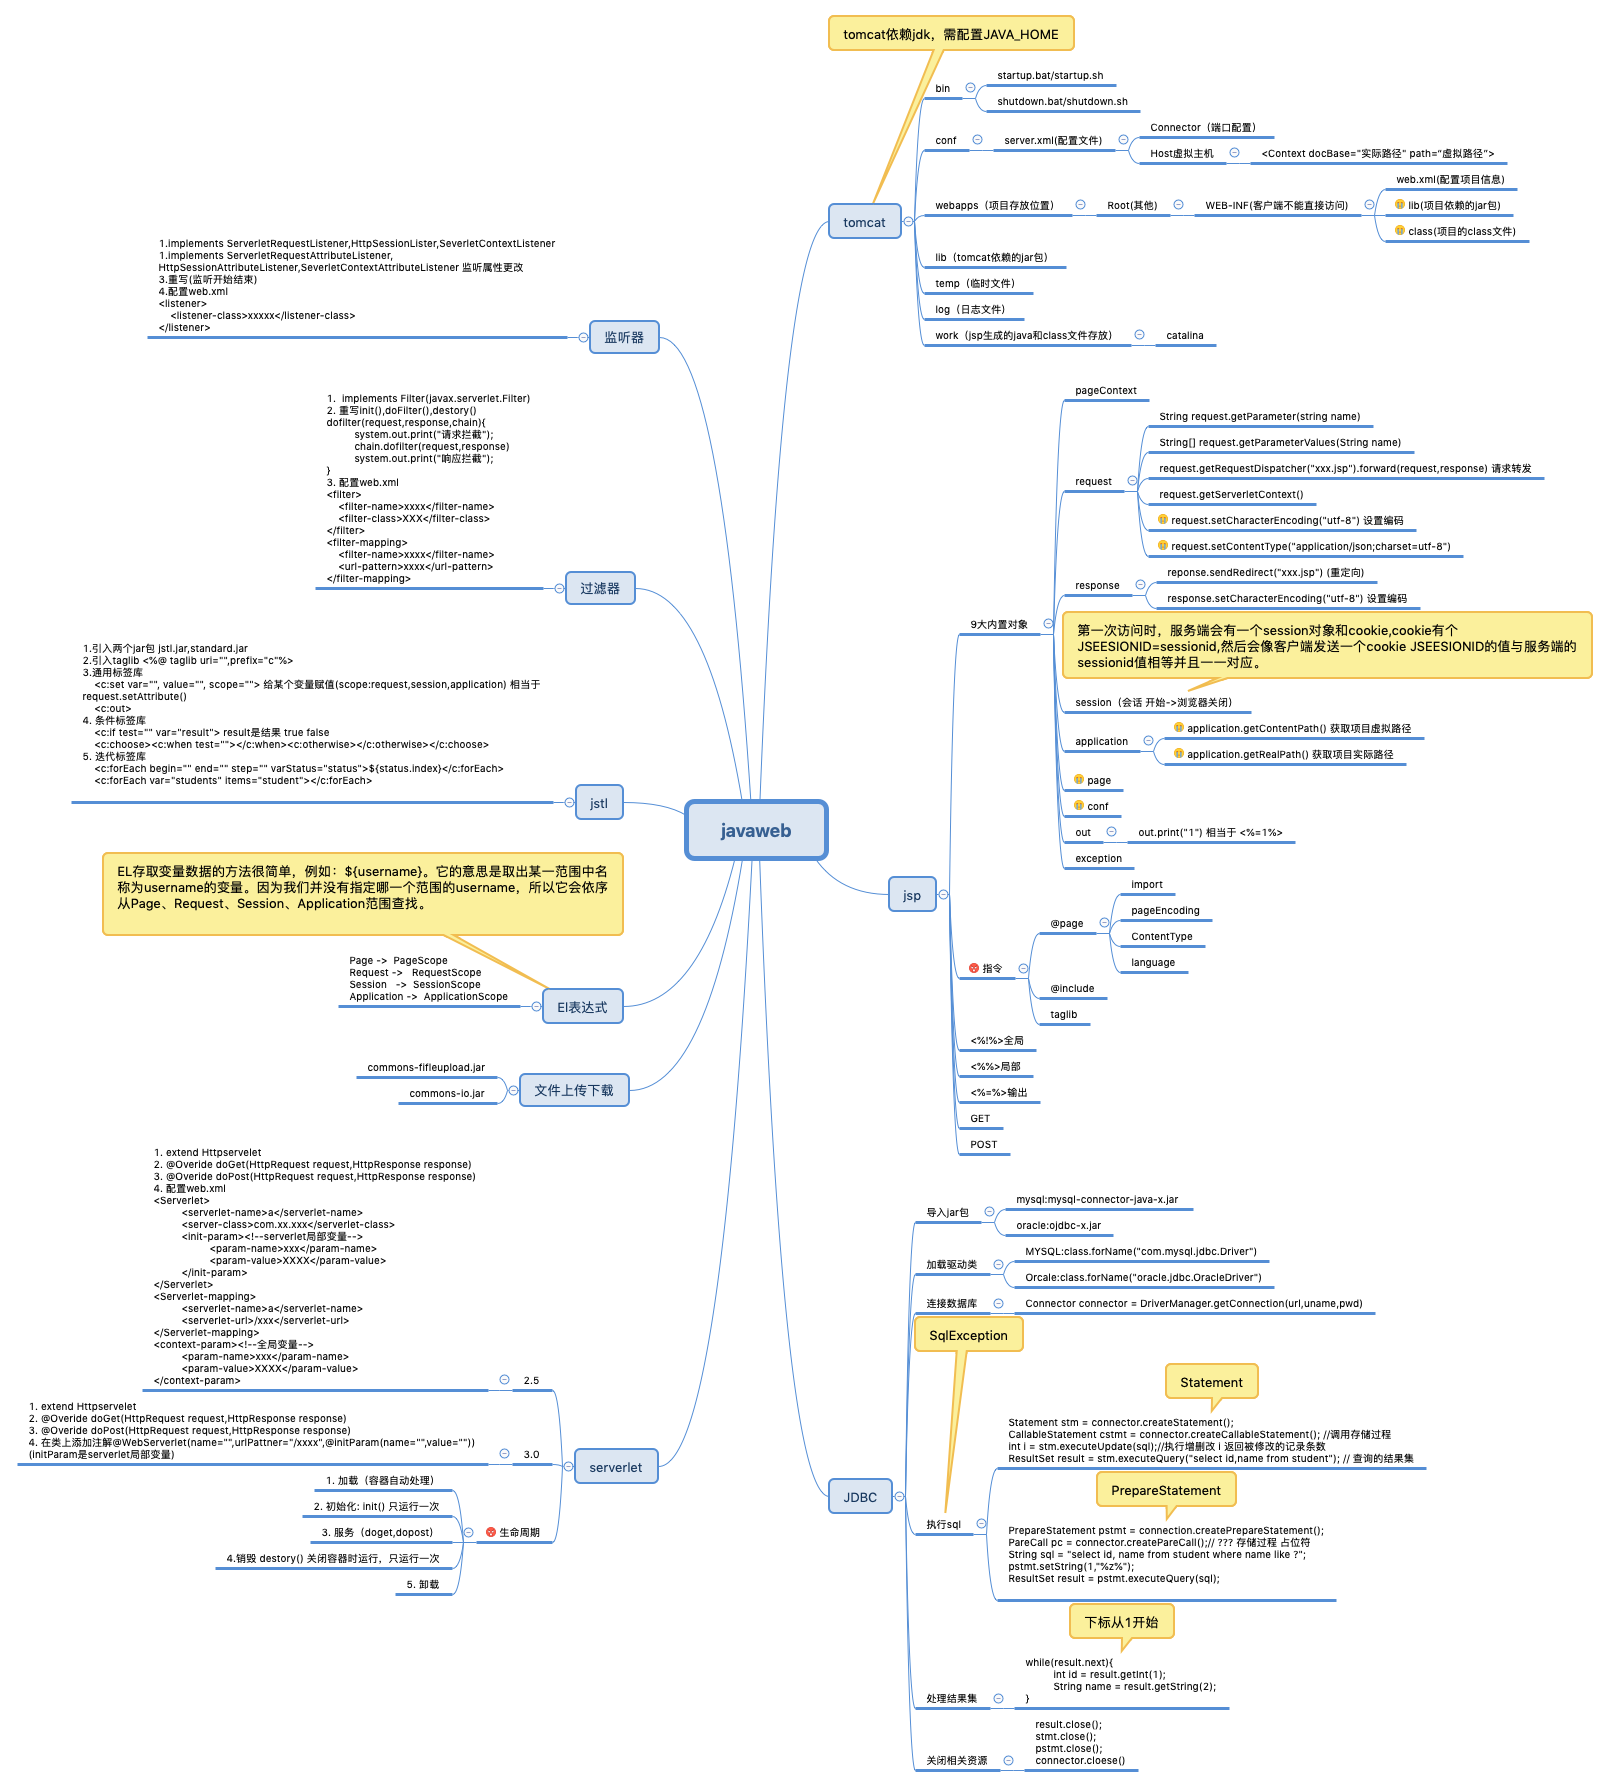 javaweb
tomcat依赖jdk，需配置JAVA_HOME
tomcat
bin
startup.bat/startup.sh
shutdown.bat/shutdown.sh
conf
server.xml(配置文件)
Connector（端口配置）
Host虚拟主机
<Context docBase="实际路径" path=“虚拟路径”>
webapps（项目存放位置）
Root(其他)
WEB-INF(客户端不能直接访问)
web.xml(配置项目信息)
lib(项目依赖的jar包)
class(项目的class文件)
lib（tomcat依赖的jar包）
temp（临时文件）
log（日志文件）
work（jsp生成的java和class文件存放）
catalina
jsp
9大内置对象
pageContext
request
String request.getParameter(string name)
String[] request.getParameterValues(String name)
request.getRequestDispatcher("xxx.jsp").forward(request,response) 请求转发
request.getServerletContext()
request.setCharacterEncoding("utf-8") 设置编码
request.setContentType("application/json;charset=utf-8")
response
reponse.sendRedirect("xxx.jsp") (重定向)
response.setCharacterEncoding("utf-8") 设置编码
第一次访问时，服务端会有一个session对象和cookie,cookie有个
JSEESIONID=sessionid,然后会像客户端发送一个cookie JSEESIONID的值与服务端的
sessionid值相等并且一一对应。
session（会话 开始->浏览器关闭）
application
application.getContentPath() 获取项目虚拟路径
application.getRealPath() 获取项目实际路径
page
conf
out
out.print("1") 相当于 <%=1%>
exception
指令
@page
import
pageEncoding
ContentType
language
@include
taglib
<%!%>全局
<%%>局部
<%=%>输出
GET
POST
JDBC
导入jar包
mysql:mysql-connector-java-x.jar
oracle:ojdbc-x.jar
加载驱动类
MYSQL:class.forName("com.mysql.jdbc.Driver")
Orcale:class.forName("oracle.jdbc.OracleDriver")
连接数据库
Connector connector = DriverManager.getConnection(url,uname,pwd)
SqlException
执行sql
Statement
Statement stm = connector.createStatement();
CallableStatement cstmt = connector.createCallableStatement(); //调用存储过程
int i = stm.executeUpdate(sql);//执行增删改 i 返回被修改的记录条数
ResultSet result = stm.executeQuery("select id,name from student"); // 查询的结果集
PrepareStatement
PrepareStatement pstmt = connection.createPrepareStatement();
PareCall pc = connector.createPareCall();// ??? 存储过程 占位符
String sql = "select id, name from student where name like ?";
pstmt.setString(1,"%z%");
ResultSet result = pstmt.executeQuery(sql);
下标从1开始
处理结果集
while(result.next){
int id = result.getInt(1);
String name = result.getString(2);
}
关闭相关资源
result.close();
stmt.close();
pstmt.close();
connector.cloese()
监听器
1.implements ServerletRequestListener,HttpSessionLister,SeverletContextListener
1.implements ServerletRequestAttributeListener,
HttpSessionAttributeListener,SeverletContextAttributeListener 监听属性更改
3.重写(监听开始结束)
4.配置web.xml
<listener>
<listener-class>xxxxx</listener-class>
</listener>
过滤器
1. implements Filter(javax.serverlet.Filter)
2. 重写init(),doFilter(),destory()
dofilter(request,response,chain){
system.out.print("请求拦截");
chain.dofilter(request,response)
system.out.print("响应拦截");
}
3. 配置web.xml
<filter>
<filter-name>xxxx</filter-name>
<filter-class>XXX</filter-class>
</filter>
<filter-mapping>
<filter-name>xxxx</filter-name>
<url-pattern>xxxx</url-pattern>
</filter-mapping>
jstl
1.引入两个jar包 jstl.jar,standard.jar
2.引入taglib <%@ taglib uri="",prefix="c"%>
3.通用标签库
<c:set var="", value="", scope=""> 给某个变量赋值(scope:request,session,application) 相当于
request.setAttribute()
<c:out>
4. 条件标签库
<c:if test="" var="result"> result是结果 true false
<c:choose><c:when test=""></c:when><c:otherwise></c:otherwise></c:choose>
5. 迭代标签库
<c:forEach begin="" end="" step="" varStatus="status">${status.index}</c:forEach>
<c:forEach var="students" items="student"></c:forEach>
EL存取变量数据的方法很简单，例如：${username}。它的意思是取出某一范围中名
称为username的变量。因为我们并没有指定哪一个范围的username，所以它会依序
从Page、Request、Session、Application范围查找。
El表达式
Page -> PageScope
Request -> RequestScope
Session -> SessionScope
Application -> ApplicationScope
文件上传下载
commons-fifleupload.jar
commons-io.jar
serverlet
2.5
1. extend Httpservelet
2. @Overide doGet(HttpRequest request,HttpResponse response)
3. @Overide doPost(HttpRequest request,HttpResponse response)
4. 配置web.xml
<Serverlet>
<serverlet-name>a</serverlet-name>
<server-class>com.xx.xxx</serverlet-class>
<init-param><!--serverlet局部变量-->
<param-name>xxx</param-name>
<param-value>XXXX</param-value>
</init-param>
</Serverlet>
<Serverlet-mapping>
<serverlet-name>a</serverlet-name>
<serverlet-url>/xxx</serverlet-url>
</Serverlet-mapping>
<context-param><!--全局变量-->
<param-name>xxx</param-name>
<param-value>XXXX</param-value>
</context-param>
3.0
1. extend Httpservelet
2. @Overide doGet(HttpRequest request,HttpResponse response)
3. @Overide doPost(HttpRequest request,HttpResponse response)
4. 在类上添加注解@WebServerlet(name="",urlPattner="/xxxx",@initParam(name="",value=""))
(initParam是serverlet局部变量)
生命周期
1. 加载（容器自动处理）
2. 初始化: init() 只运行一次
3. 服务（doget,dopost)
4.销毁 destory() 关闭容器时运行，只运行一次
5. 卸载